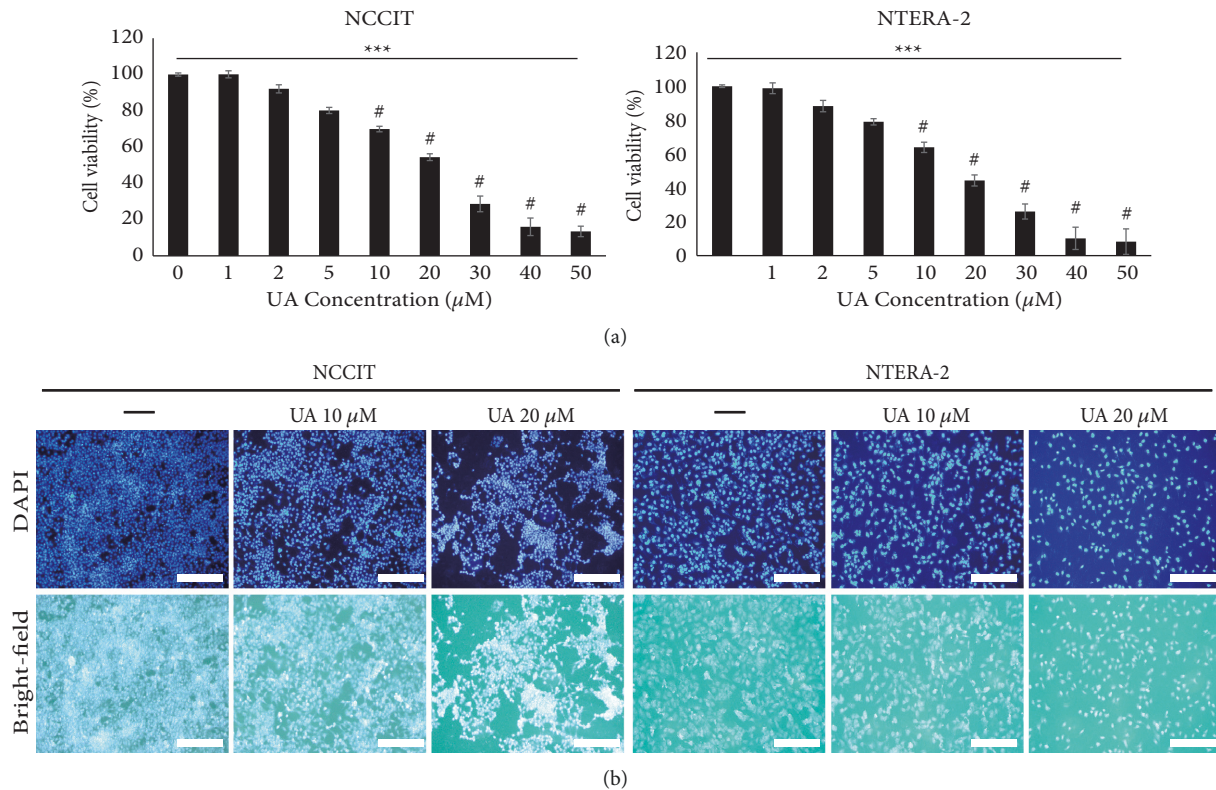 NCCIT
Cell viability (%)
120
100
80
60
40
20
0
***
# # # # #
0 1 2 5 10 20 30 40 50
UA Concentration (μM)
NTERA-2
Cell viability (%)
120
100
80
60
40
20
0
***
# # # # #
1 2 5 10 20 30 40 50
UA Concentration (μM)
(a)
NCCIT NTERA-2
— UA 10 μM UA 20 μM — UA 10 μM UA 20 μM
DAPI
Bright-field
(b)